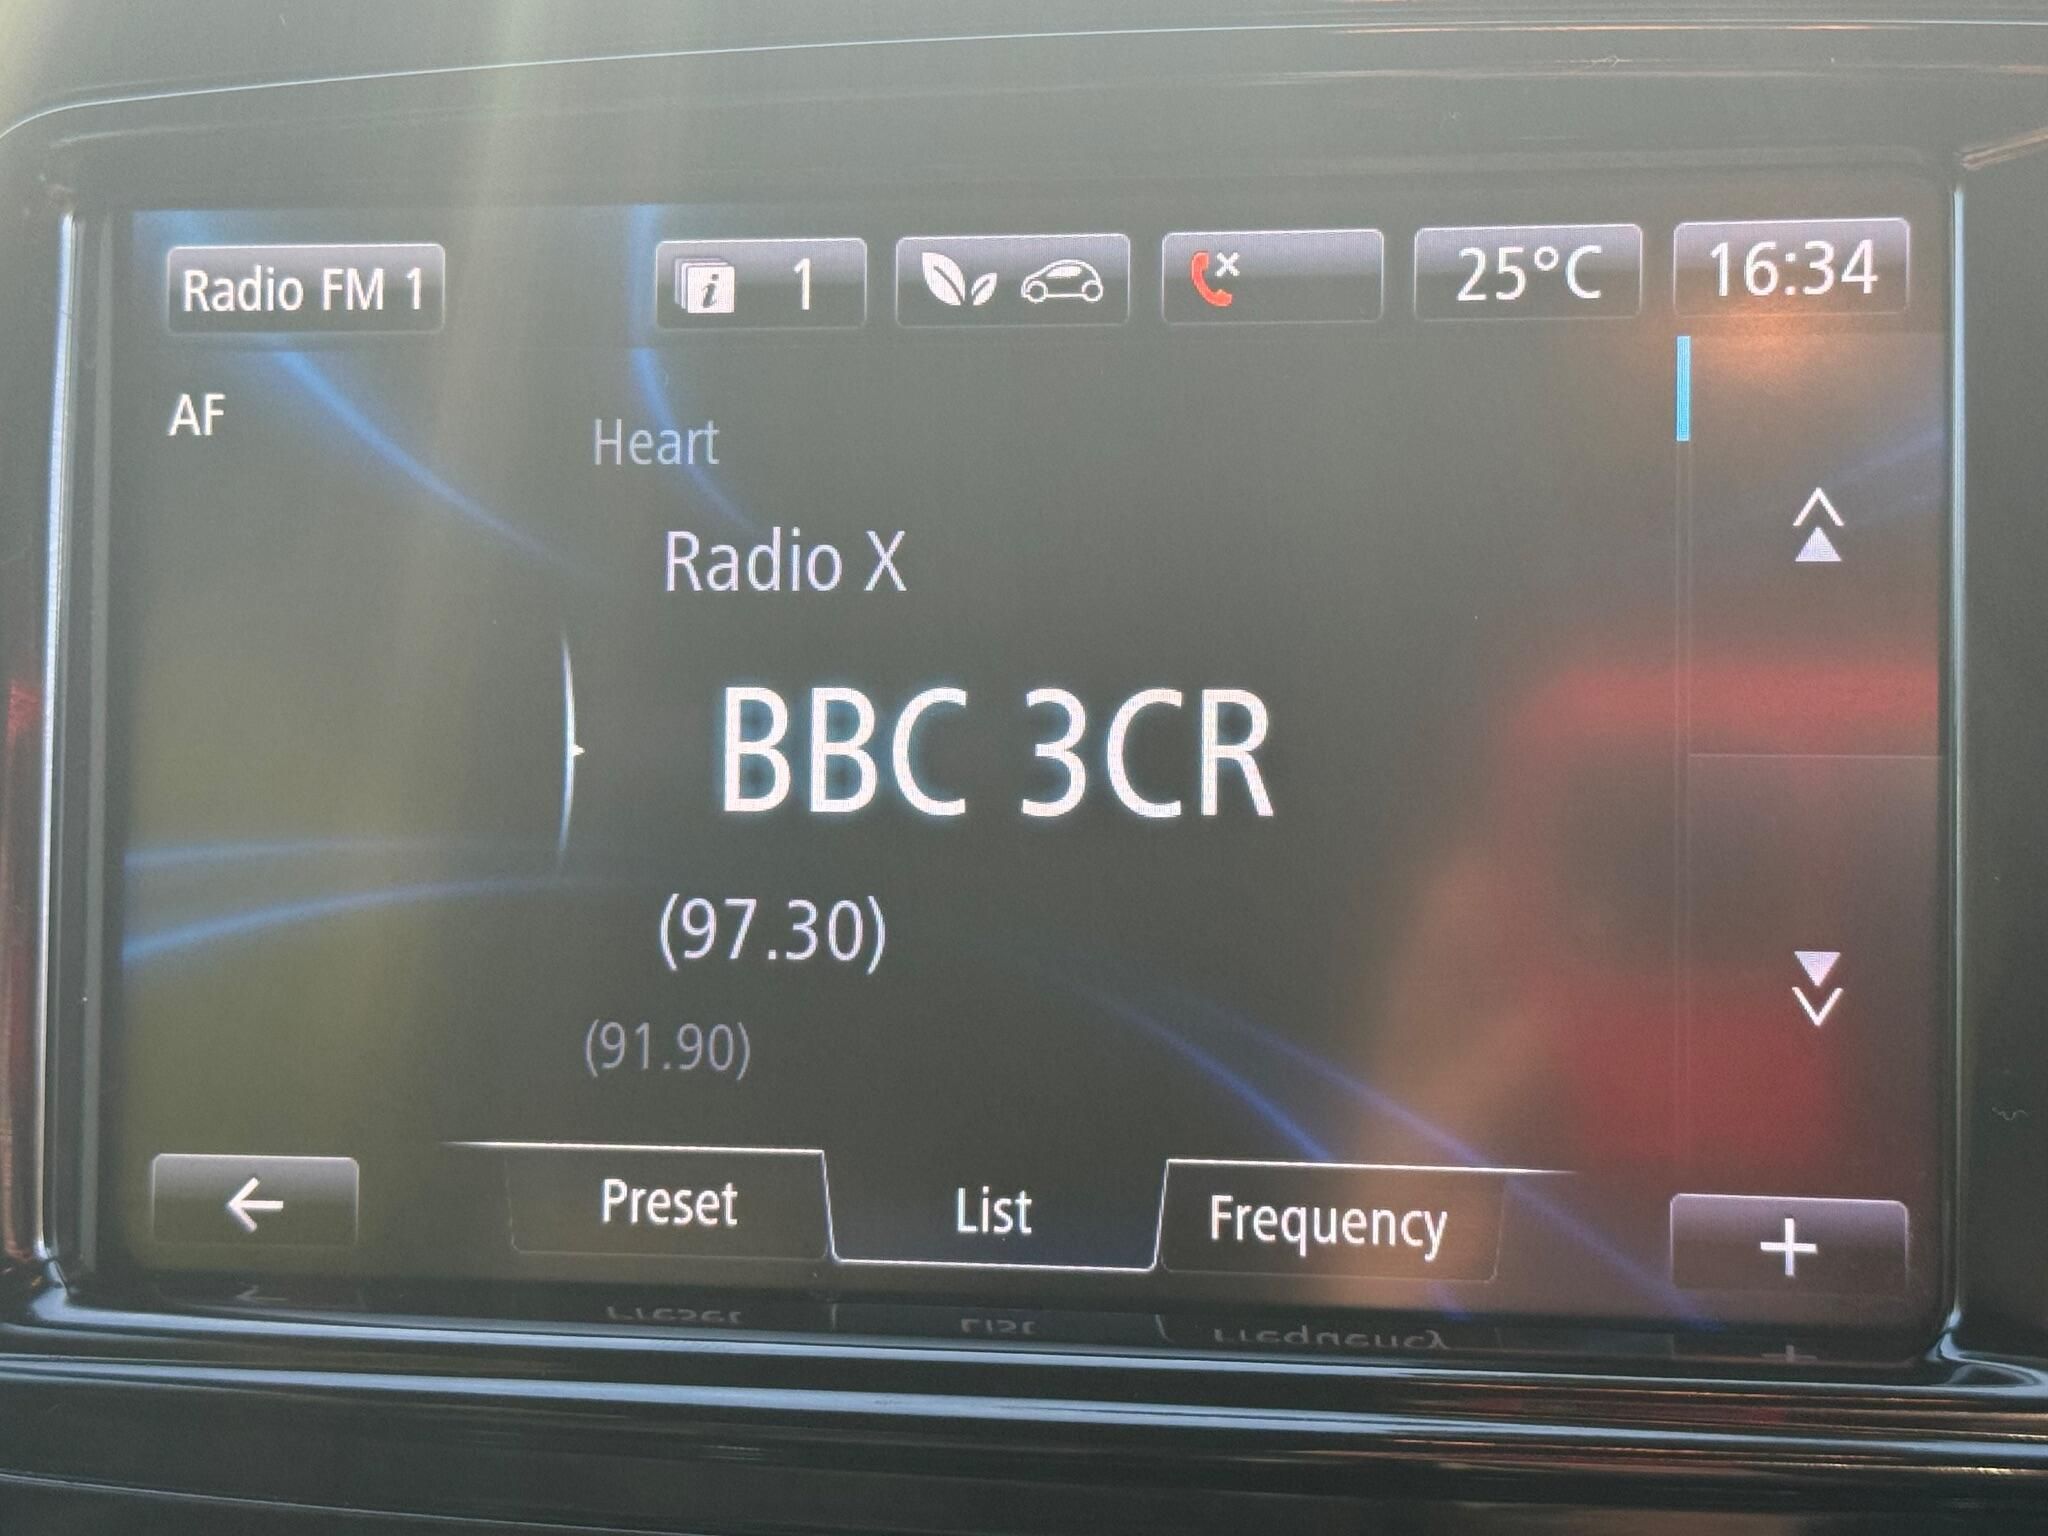 Radio FM 1
i 1
25°C
16:34
AF
Heart
Radio X
BBC 3CR
(97.30)
(91.90)
Preset
List
Frequency